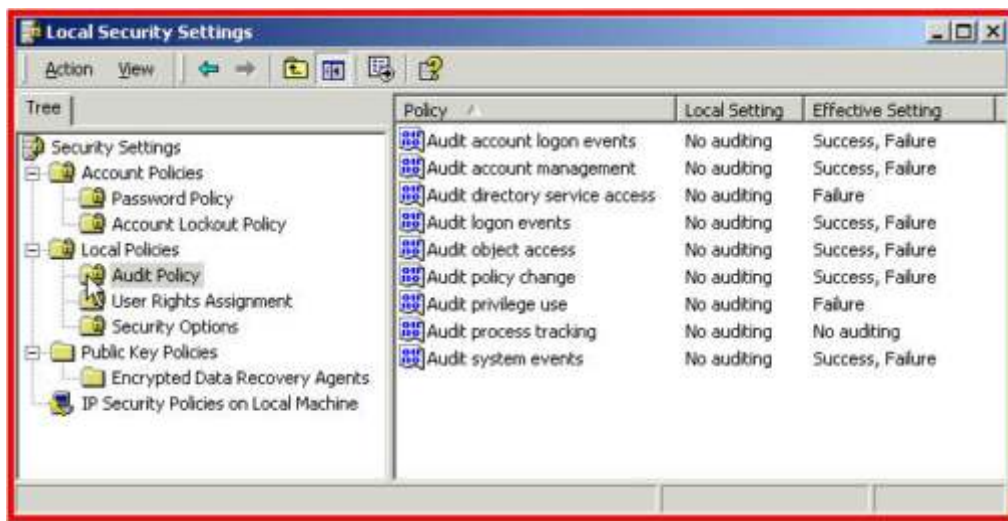 Local Security Settings
Action View
Tree
Security Settings
Account Policies
Password Policy
Account Lockout Policy
Local Policies
Audit Policy
User Rights Assignment
Security Options
Public Key Policies
Encrypted Data Recovery Agents
IP Security Policies on Local Machine
Policy Local Setting Effective Setting
Audit account logon events No auditing Success, Failure
Audit account management No auditing Success, Failure
Audit directory service access No auditing Failure
Audit logon events No auditing Success, Failure
Audit object access No auditing Success, Failure
Audit policy change No auditing Success, Failure
Audit privilege use No auditing Failure
Audit process tracking No auditing No auditing
Audit system events No auditing Success, Failure